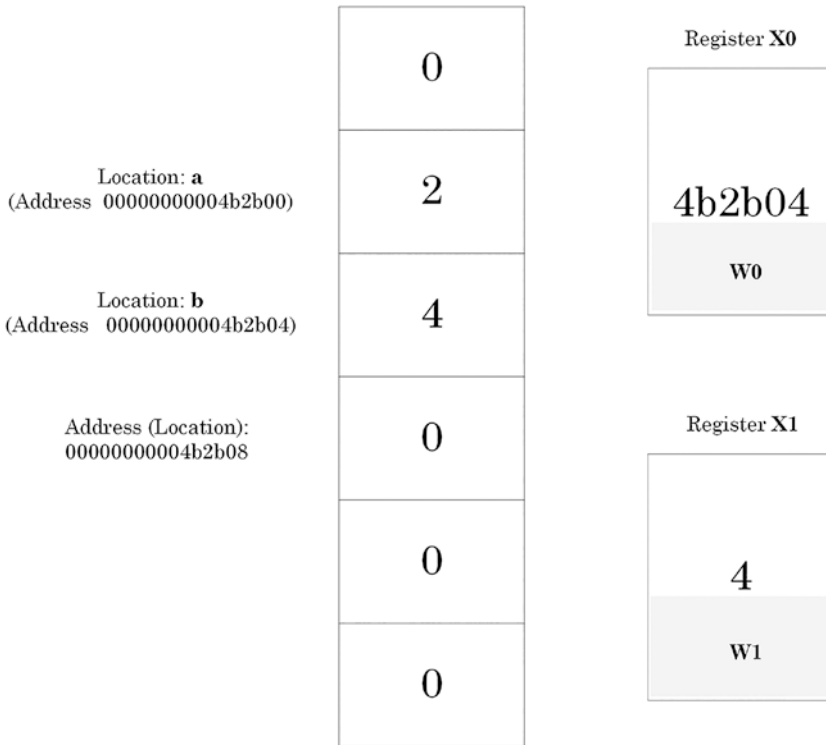 0
Location: a
(Address 00000000004b2b00)
2
Location: b
(Address 00000000004b2b04)
4
Address (Location):
00000000004b2b08
0
0
0
Register X0
4b2b04
W0
Register X1
4
W1